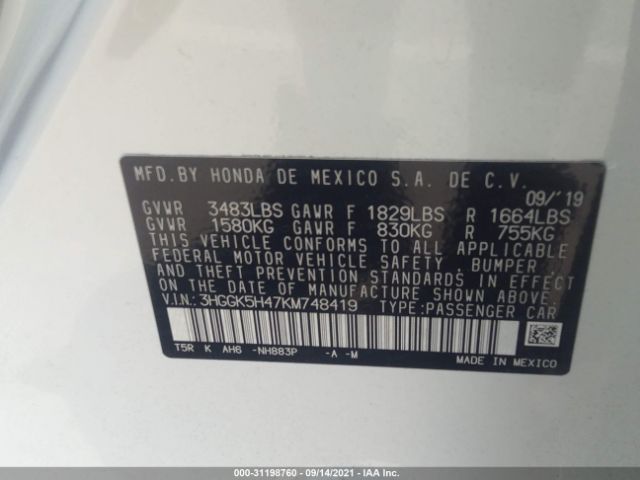 MFD. BY HONDA DE MEXICO S.A. DE C.V.
09/'19
GVWR 3483LBS GAWR F 1829LBS R 1664LBS
GVWR 1580KG GAWR F 830KG R 755KG
THIS VEHICLE CONFORMS TO ALL APPLICABLE
FEDERAL MOTOR VEHICLE SAFETY, BUMPER,
AND THEFT PREVENTION STANDARDS IN EFFECT
ON THE DATE OF MANUFACTURE SHOWN ABOVE.
V.I.N.: 3HGGK5H47KM748419 TYPE:PASSENGER CAR
T5R K AH6 -NH883P -A -M
MADE IN MEXICO
000-31198760 - 09/14/2021 - IAA Inc.